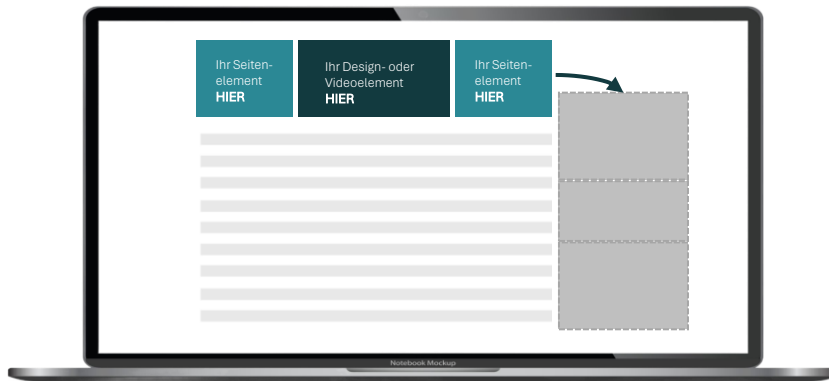 Ihr Seiten-
element
HIER
Ihr Design- oder
Videoelement
HIER
Ihr Seiten-
element
HIER
Notebook Mockup